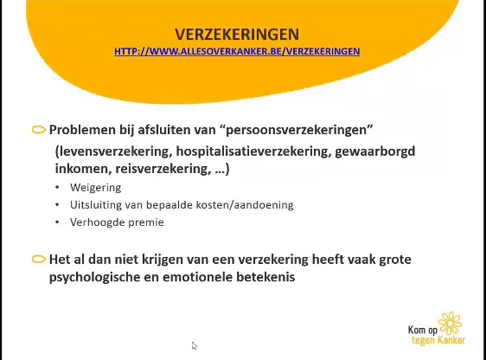 VERZEKERINGEN
HTTP://WWW.ALLESOVERKANKER.BE/VERZEKERINGEN
Problemen bij afsluiten van “persoonsverzekeringen”
(levensverzekering, hospitalisatieverzekering, gewaarborgd
inkomen, reisverzekering, ...)
• Weigering
• Uitsluiting van bepaalde kosten/aandoening
• Verhoogde premie
Het al dan niet krijgen van een verzekering heeft vaak grote
psychologische en emotionele betekenis
Kom op
tegen Kanker